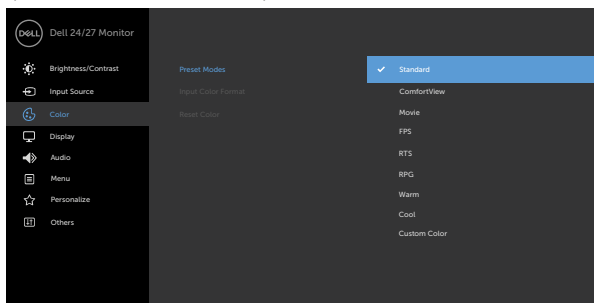 DELL
Dell 24/27 Monitor
Brightness/Contrast
Input Source
Color
Display
Audio
Menu
Personalize
Others
Preset Modes
Input Color Format
Reset Color
Standard
ComfortView
Movie
FPS
RTS
RPG
Warm
Cool
Custom Color